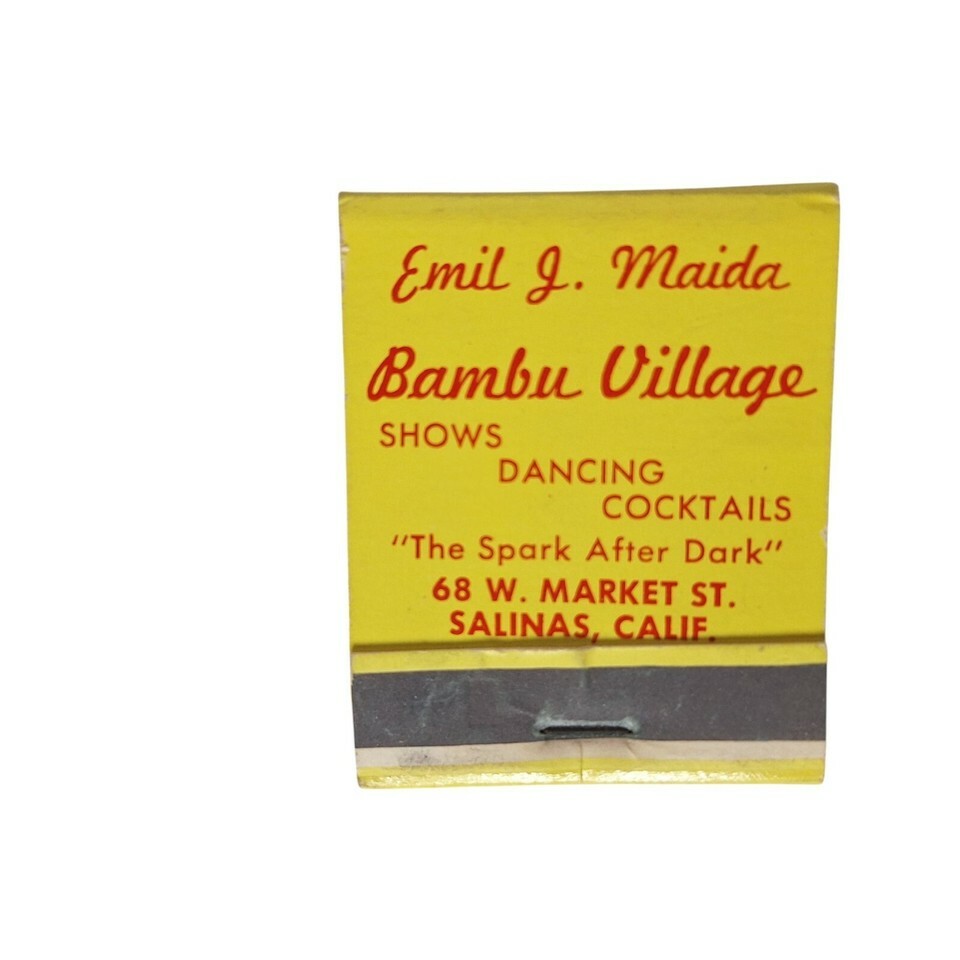 Emil J. Maida
Bambu Village
SHOWS
DANCING
COCKTAILS
"The Spark After Dark"
68 W. MARKET ST.
SALINAS, CALIF.